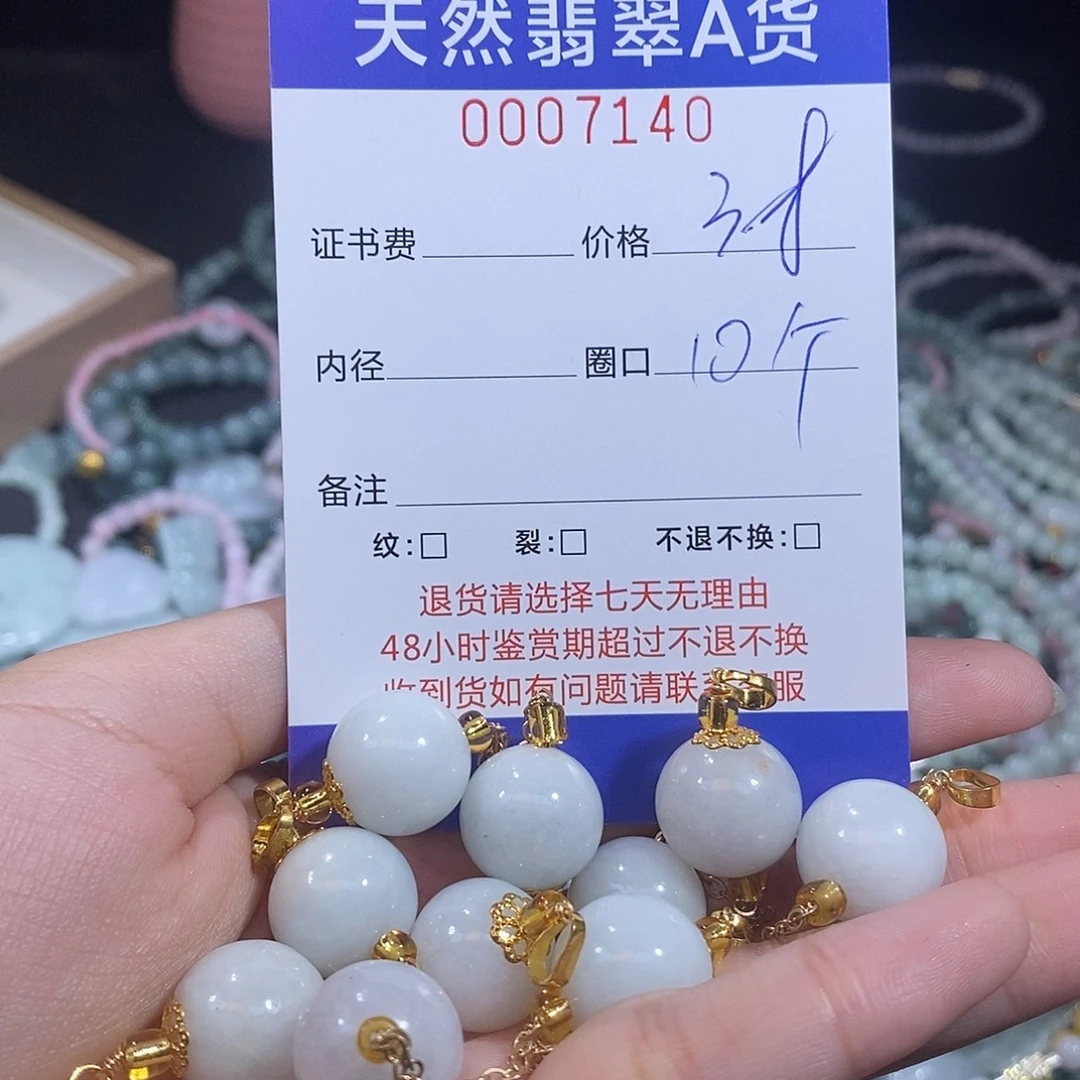 天然翡翠A货
0007140
证书费 价格
内径 圈口 10个
备注
纹:□ 裂:□ 不退不换:□
退货请选择七天无理由
48小时鉴赏期超过不退不换
收到货如有问题请联系客服